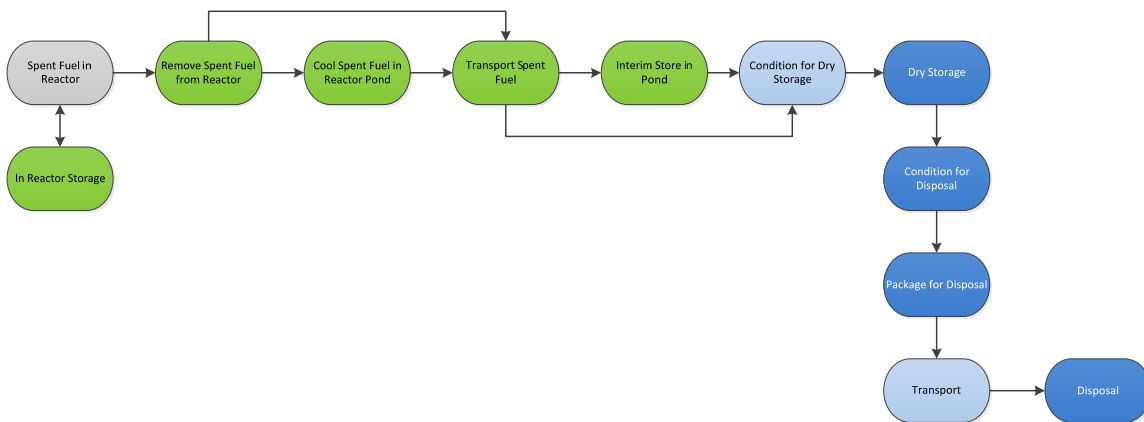 Spent Fuel in
Reactor
Remove Spent Fuel
from Reactor
Cool Spent Fuel in
Reactor Pond
Transport Spent
Fuel
Interim Store in
Pond
Condition for Dry
Storage
Dry Storage
In Reactor Storage
Condition for
Disposal
Package for Disposal
Transport
Disposal